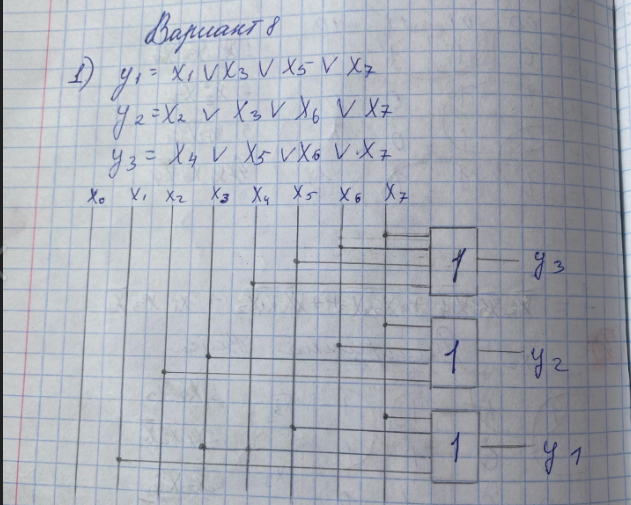 Вариант 8
1) y₁ = x₁ ∨ x₃ ∨ x₅ ∨ x₇
y₂ = x₂ ∨ x₃ ∨ x₆ ∨ x₇
y₃ = x₄ ∨ x₅ ∨ x₆ ∨ x₇
x₀ x₁ x₂ x₃ x₄ x₅ x₆ x₇
1 y₃
1 y₂
1 y₁